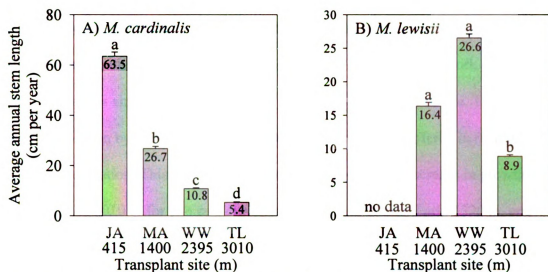 A) M. cardinalis
Average annual stem length
(cm per year)
80
60
40
20
0
a
63.5
b
26.7
c
10.8
d
5.4
JA MA WW TL
415 1400 2395 3010
Transplant site (m)
B) M. lewisii
30
25
20
15
10
5
0
no data
a
16.4
a
26.6
b
8.9
JA MA WW TL
415 1400 2395 3010
Transplant site (m)